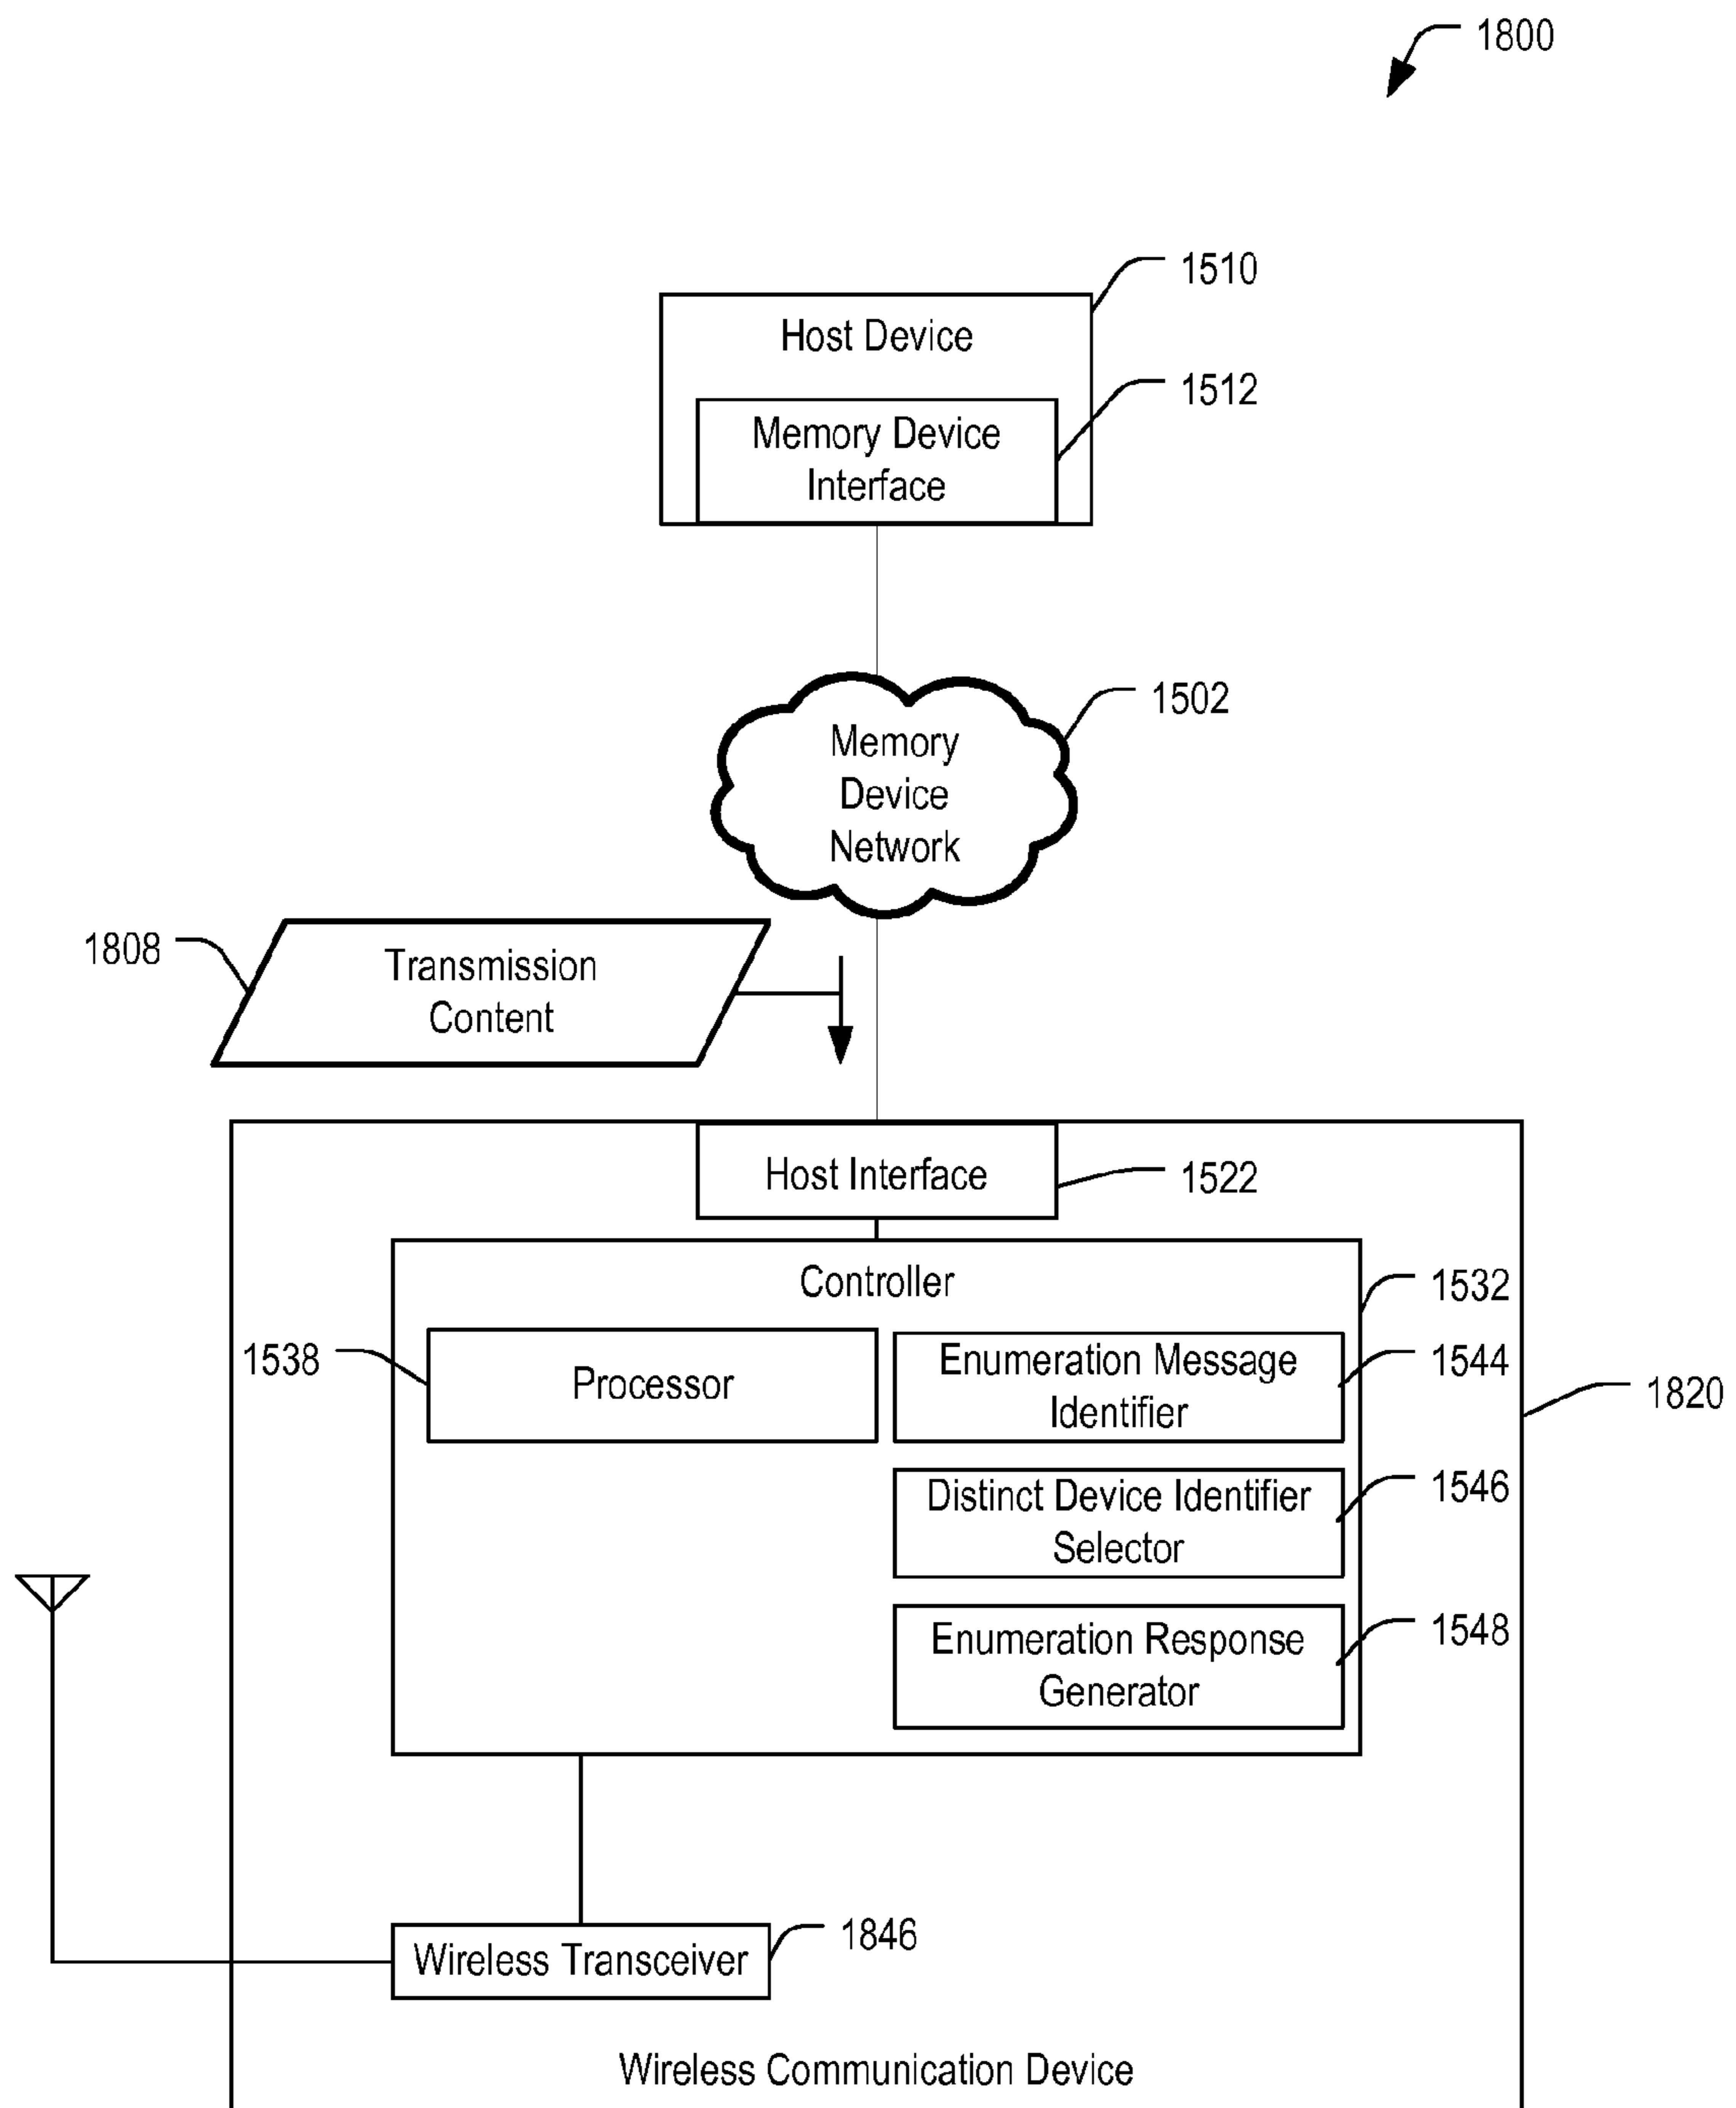 1800
1510
Host Device
1512
Memory Device
Interface
1502
Memory
Device
Network
1808
Transmission
Content
Host Interface
1522
Controller
1532
1538
Processor
Enumeration Message
Identifier
1544
1820
Distinct Device Identifier
Selector
1546
Enumeration Response
Generator
1548
Wireless Transceiver
1846
Wireless Communication Device